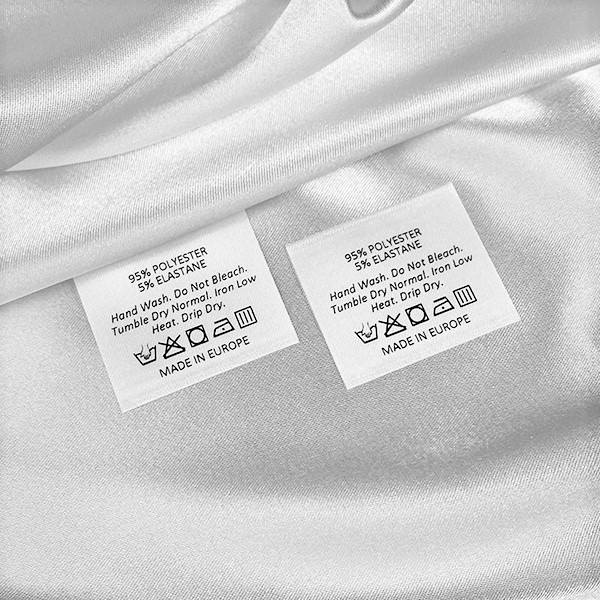 95% POLYESTER
5% ELASTANE
Hand Wash. Do Not Bleach.
Tumble Dry Normal. Iron Low
Heat. Drip Dry.
MADE IN EUROPE
95% POLYESTER
5% ELASTANE
Hand Wash. Do Not Bleach.
Tumble Dry Normal. Iron Low
Heat. Drip Dry.
MADE IN EUROPE